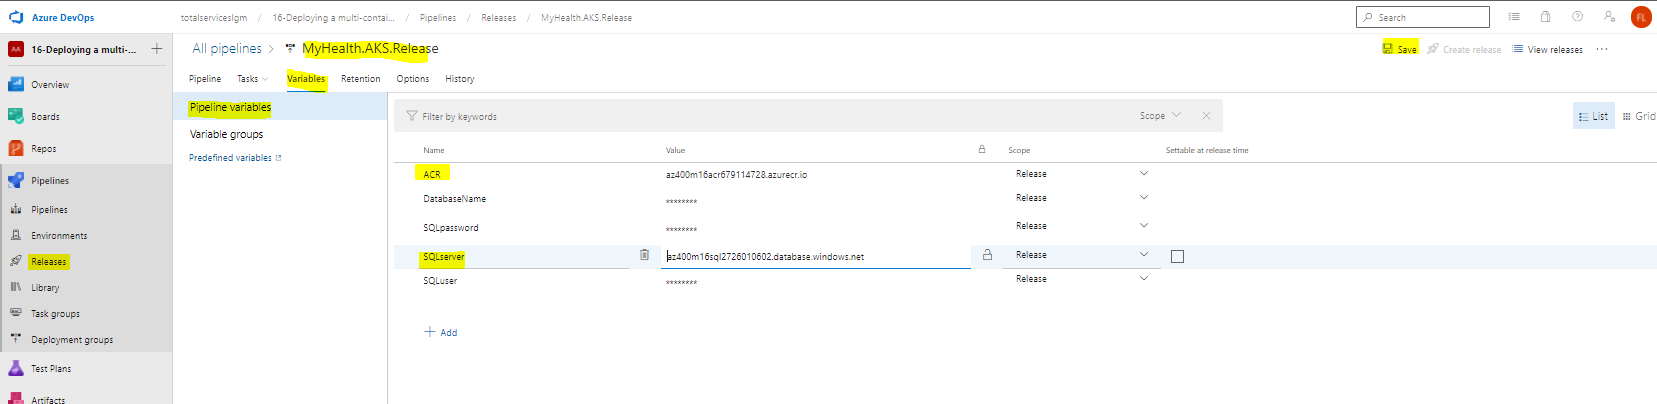 Azure DevOps
totalserviceslgm / 16-Deploying a multi-contai... / Pipelines / Releases / MyHealth.AKS.Release
Search
FL
AA 16-Deploying a multi-...
All pipelines > MyHealth.AKS.Release
Save Create release View releases ...
Pipeline Tasks Variables Retention Options History
Overview
Boards
Repos
Pipelines
Pipelines
Environments
Releases
Library
Task groups
Deployment groups
Test Plans
Artifacts
Pipeline variables
Variable groups
Predefined variables
Filter by keywords
Scope
List Grid
Name Value Scope Settable at release time
ACR az400m16acr679114728.azurecr.io Release
DatabaseName ******** Release
SQLpassword ******** Release
SQLserver az400m16sql2726010602.database.windows.net Release
SQLuser ******** Release
+ Add